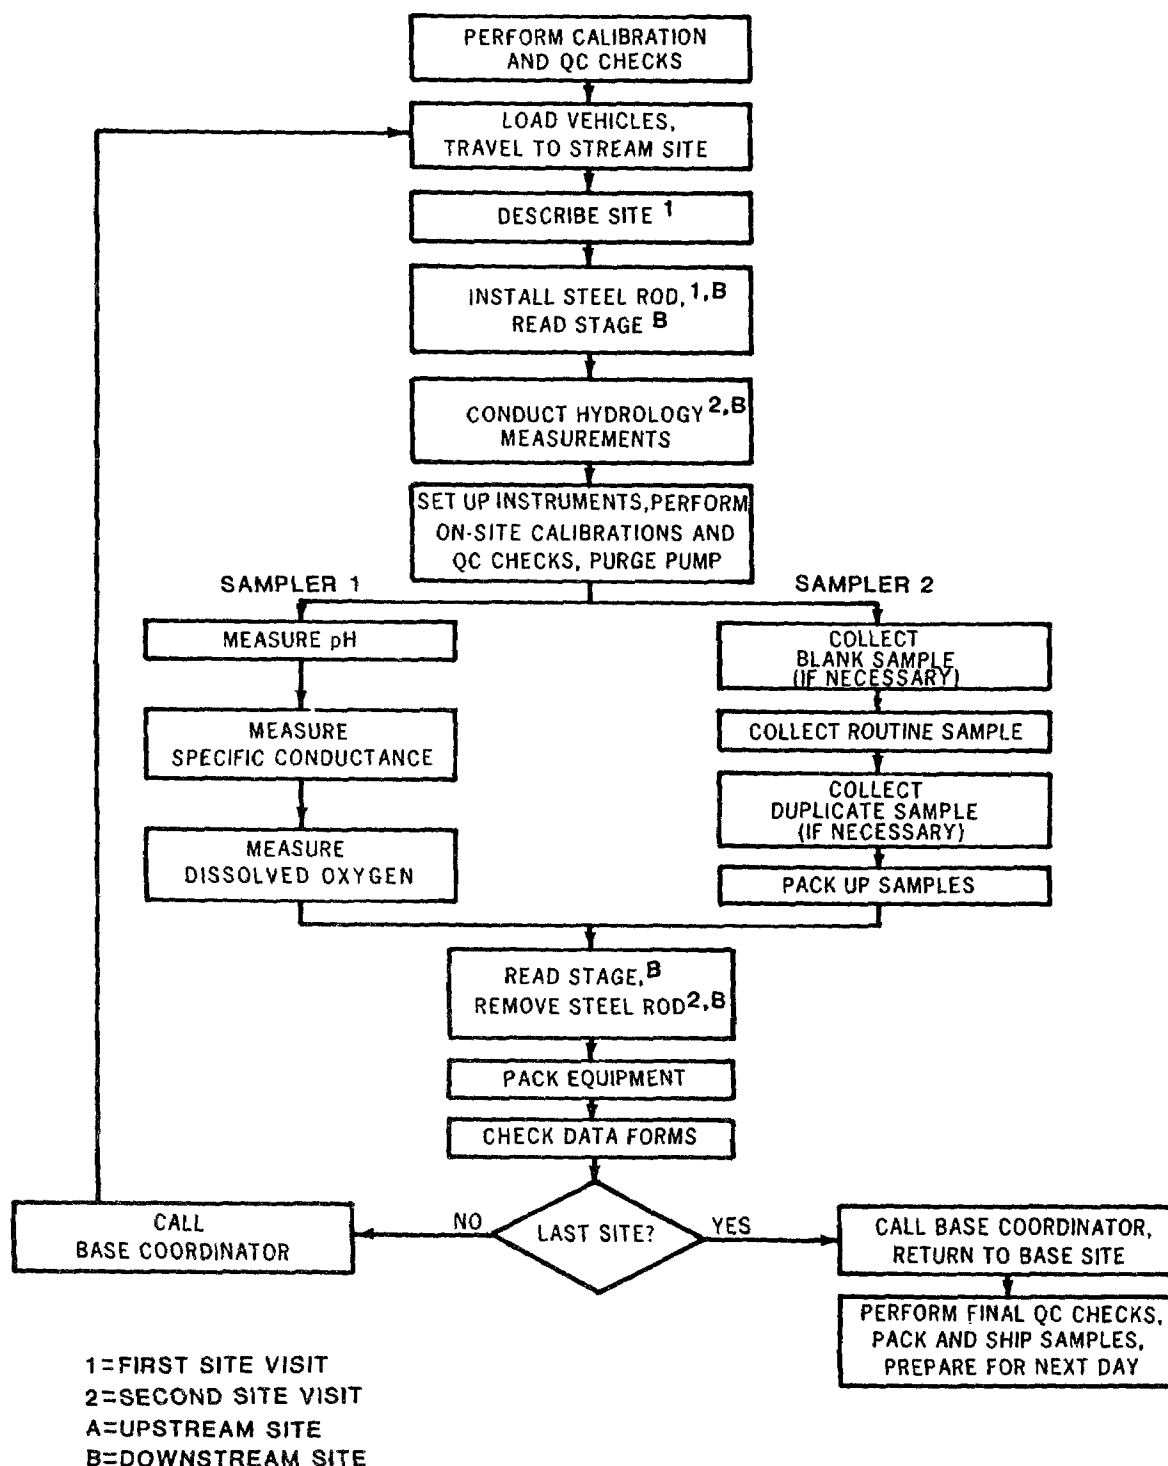 PERFORM CALIBRATION
AND QC CHECKS
LOAD VEHICLES,
TRAVEL TO STREAM SITE
DESCRIBE SITE 1
INSTALL STEEL ROD, 1,B
READ STAGE B
CONDUCT HYDROLOGY 2,B
MEASUREMENTS
SET UP INSTRUMENTS, PERFORM
ON-SITE CALIBRATIONS AND
QC CHECKS, PURGE PUMP
SAMPLER 1
MEASURE pH
MEASURE
SPECIFIC CONDUCTANCE
MEASURE
DISSOLVED OXYGEN
SAMPLER 2
COLLECT
BLANK SAMPLE
(IF NECESSARY)
COLLECT ROUTINE SAMPLE
COLLECT
DUPLICATE SAMPLE
(IF NECESSARY)
PACK UP SAMPLES
READ STAGE, B
REMOVE STEEL ROD 2,B
PACK EQUIPMENT
CHECK DATA FORMS
LAST SITE?
NO
CALL
BASE COORDINATOR
YES
CALL BASE COORDINATOR,
RETURN TO BASE SITE
PERFORM FINAL QC CHECKS,
PACK AND SHIP SAMPLES,
PREPARE FOR NEXT DAY
1=FIRST SITE VISIT
2=SECOND SITE VISIT
A=UPSTREAM SITE
B=DOWNSTREAM SITE